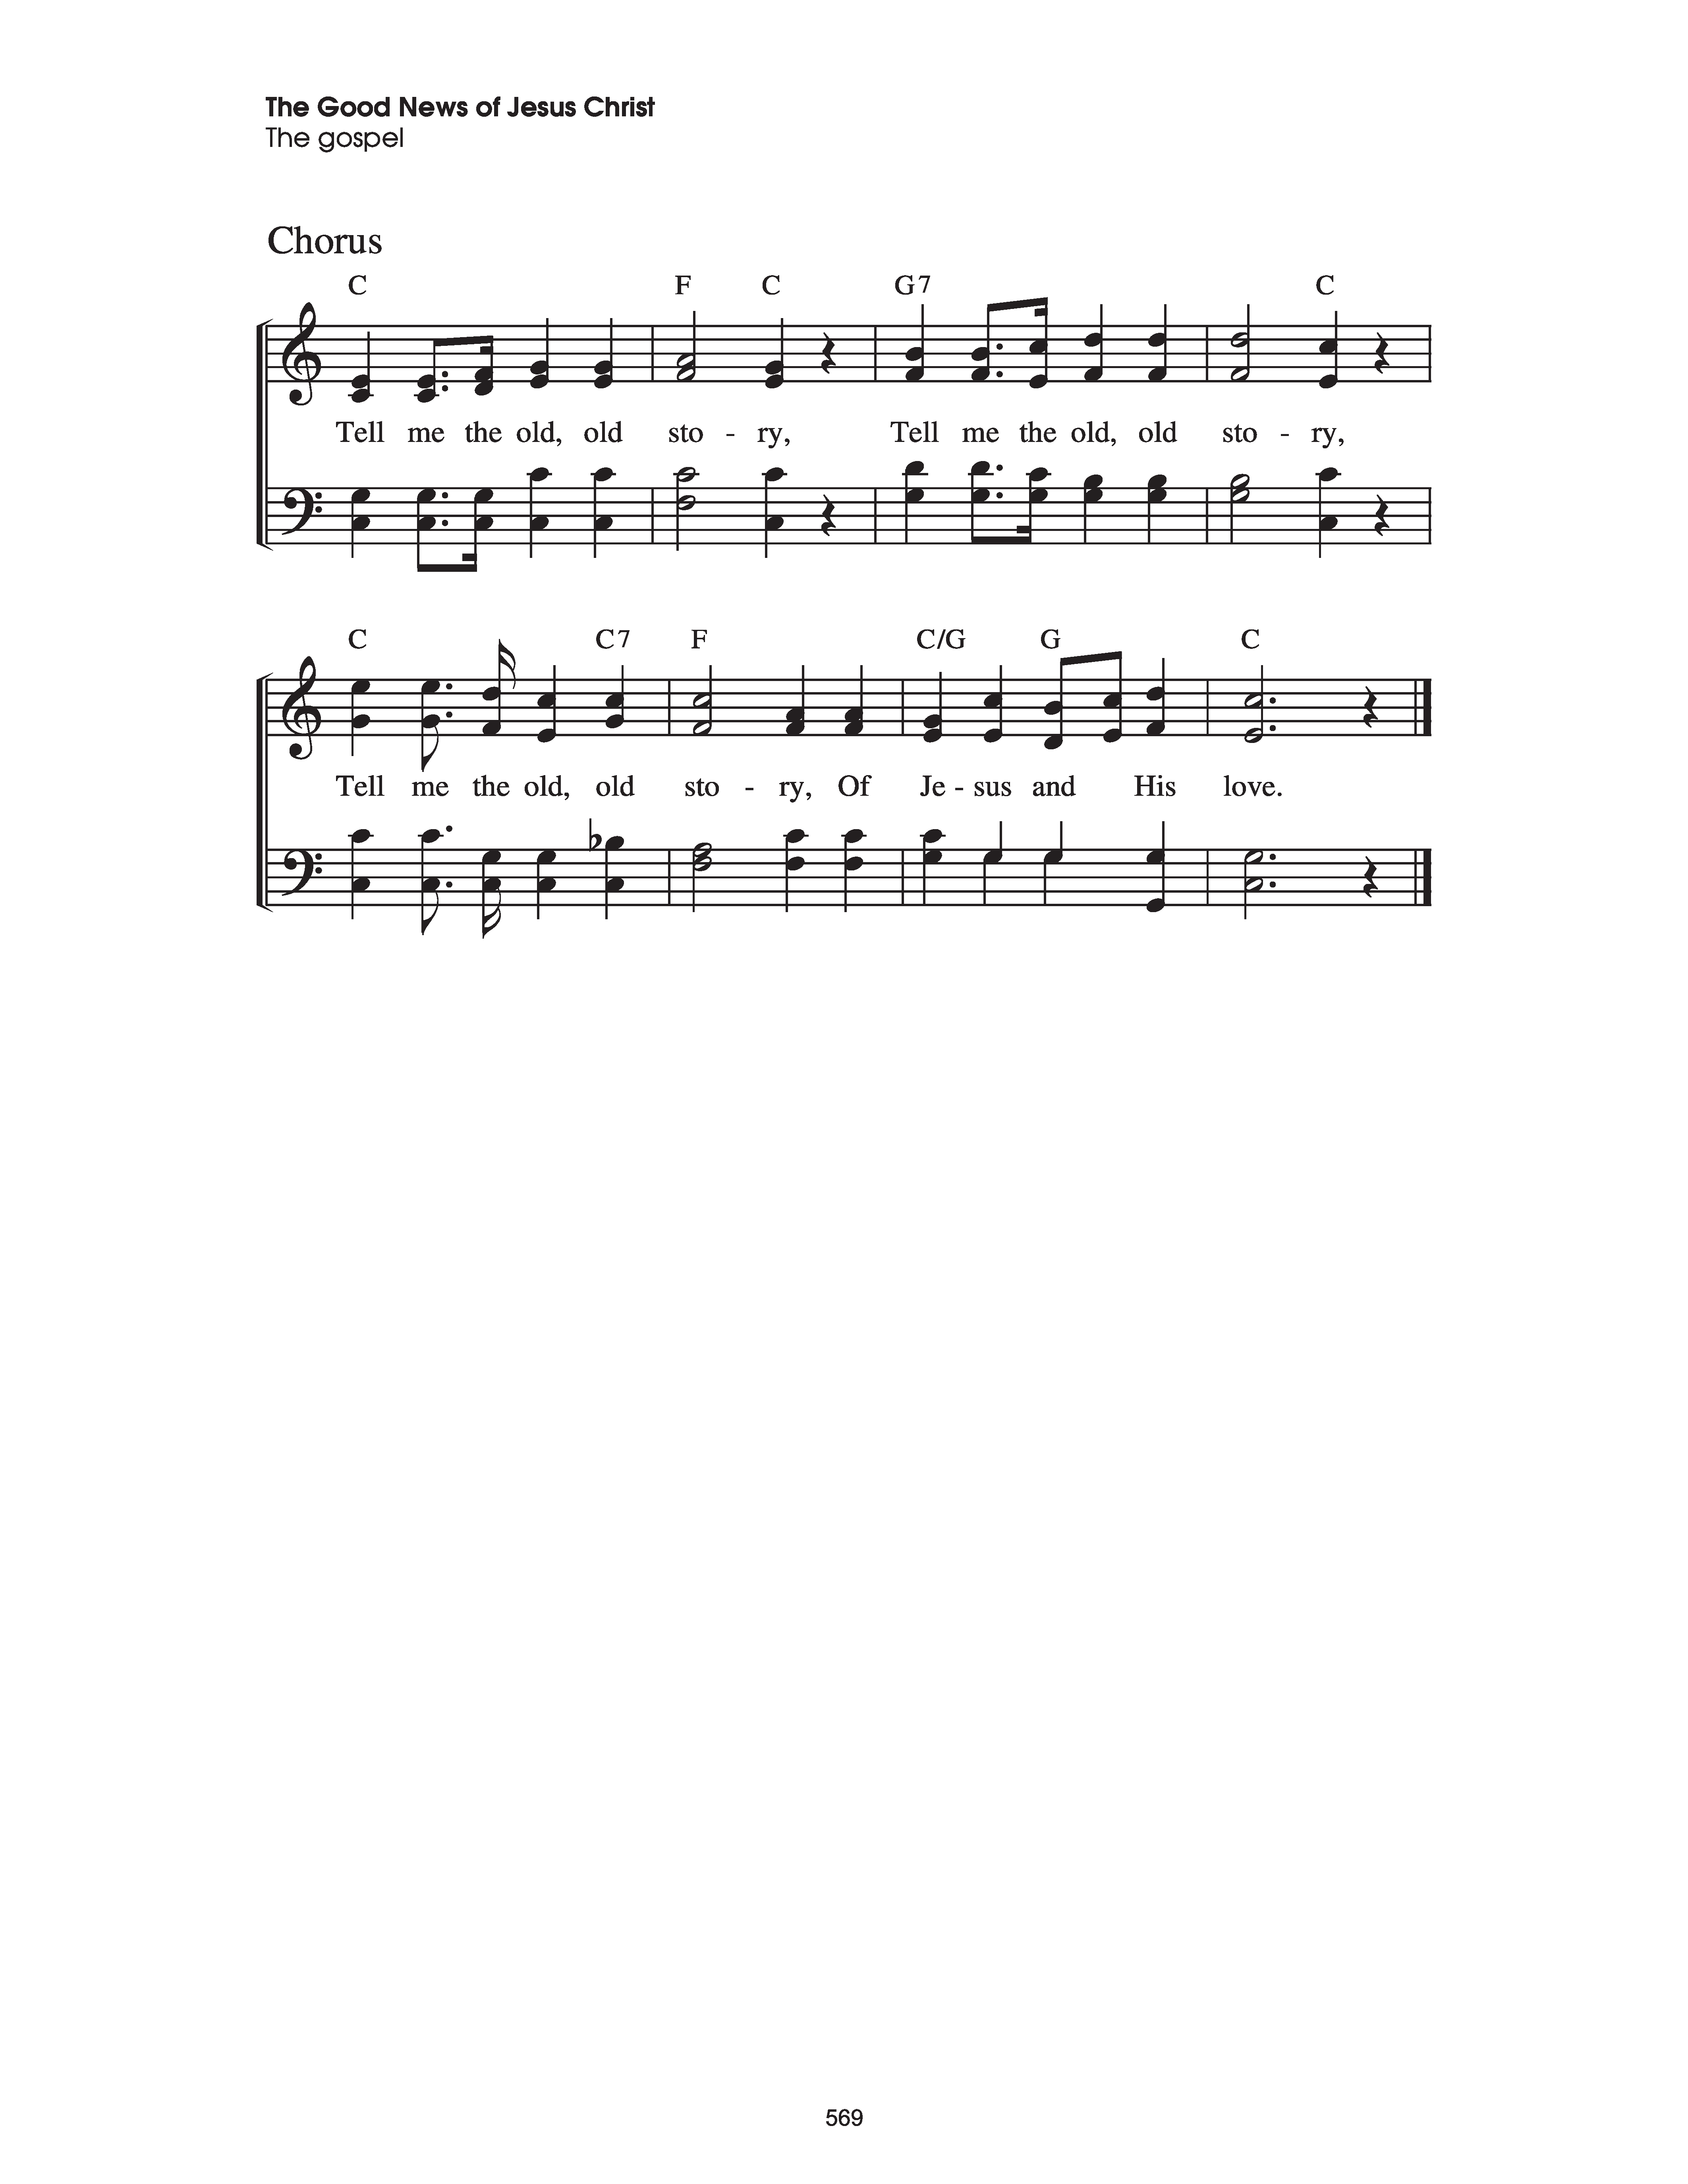 The Good News of Jesus Christ
The gospel
Chorus
C F C G7 C
Tell me the old, old sto - ry, Tell me the old, old sto - ry,
C C7 F C/G G C
Tell me the old, old sto - ry, Of Je - sus and His love.
569